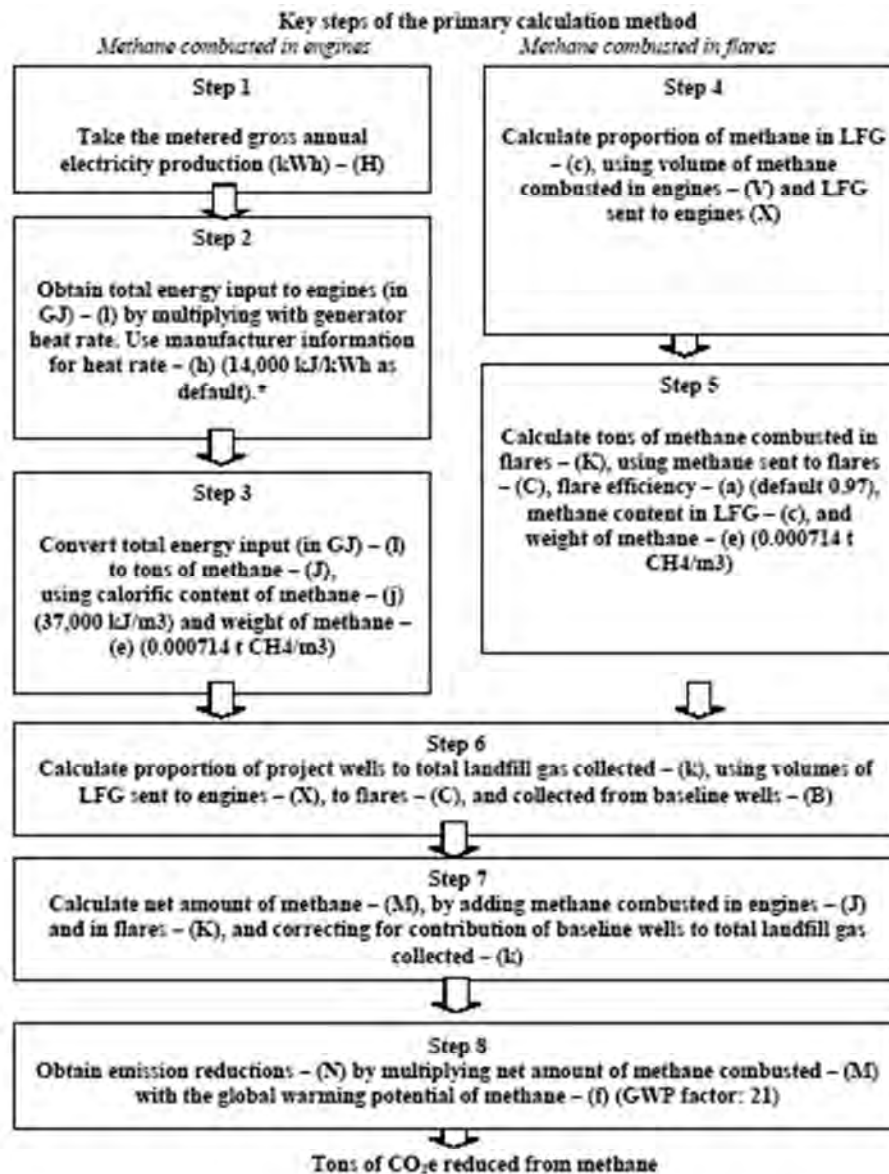 Key steps of the primary calculation method
Methane combusted in engines
Methane combusted in flares
Step 1
Take the metered gross annual
electricity production (kWh) – (H)
Step 2
Obtain total energy input to engines (in
GJ) – (I) by multiplying with generator
heat rate. Use manufacturer information
for heat rate – (h) (14,000 kJ/kWh as
default).*
Step 3
Convert total energy input (in GJ) – (I)
to tons of methane – (J),
using calorific content of methane – (j)
(37,000 kJ/m3) and weight of methane –
(e) (0.000714 t CH4/m3)
Step 4
Calculate proportion of methane in LFG
– (c), using volume of methane
combusted in engines – (V) and LFG
sent to engines (X)
Step 5
Calculate tons of methane combusted in
flares – (K), using methane sent to flares
– (C), flare efficiency – (a) (default 0.97),
methane content in LFG – (c), and
weight of methane – (e) (0.000714 t
CH4/m3)
Step 6
Calculate proportion of project wells to total landfill gas collected – (k), using volumes of
LFG sent to engines – (X), to flares – (C), and collected from baseline wells – (B)
Step 7
Calculate net amount of methane – (M), by adding methane combusted in engines – (J)
and in flares – (K), and correcting for contribution of baseline wells to total landfill gas
collected – (k)
Step 8
Obtain emission reductions – (N) by multiplying net amount of methane combusted – (M)
with the global warming potential of methane – (f) (GWP factor: 21)
Tons of CO₂e reduced from methane